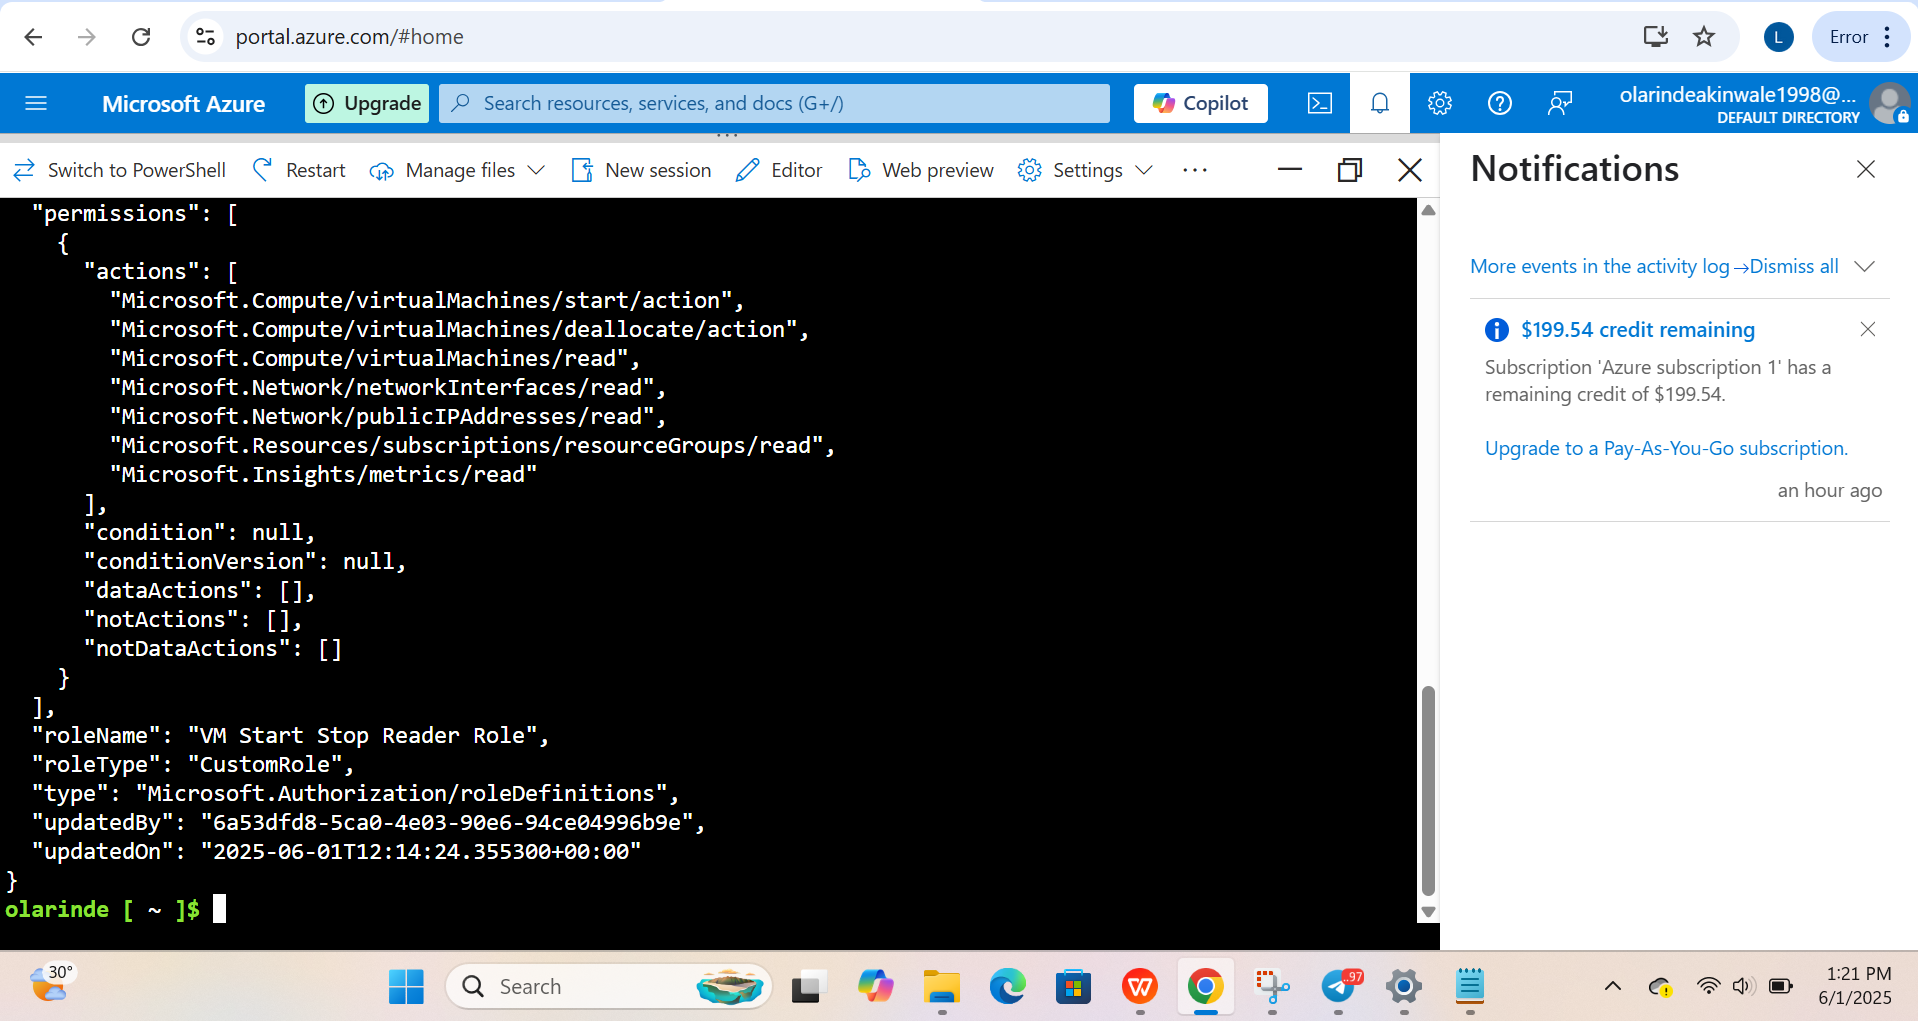 portal.azure.com/#home
L
Error
Microsoft Azure
Upgrade
Search resources, services, and docs (G+/)
Copilot
olarindeakinwale1998@...
DEFAULT DIRECTORY
Switch to PowerShell
Restart
Manage files
New session
Editor
Web preview
Settings
"permissions": [
{
"actions": [
"Microsoft.Compute/virtualMachines/start/action",
"Microsoft.Compute/virtualMachines/deallocate/action",
"Microsoft.Compute/virtualMachines/read",
"Microsoft.Network/networkInterfaces/read",
"Microsoft.Network/publicIPAddresses/read",
"Microsoft.Resources/subscriptions/resourceGroups/read",
"Microsoft.Insights/metrics/read"
],
"condition": null,
"conditionVersion": null,
"dataActions": [],
"notActions": [],
"notDataActions": []
}
],
"roleName": "VM Start Stop Reader Role",
"roleType": "CustomRole",
"type": "Microsoft.Authorization/roleDefinitions",
"updatedBy": "6a53dfd8-5ca0-4e03-90e6-94ce04996b9e",
"updatedOn": "2025-06-01T12:14:24.355300+00:00"
}
olarinde [ ~ ]$
Notifications
More events in the activity log →
Dismiss all
$199.54 credit remaining
Subscription 'Azure subscription 1' has a
remaining credit of $199.54.
Upgrade to a Pay-As-You-Go subscription.
an hour ago
30°
Search
..97
1:21 PM
6/1/2025